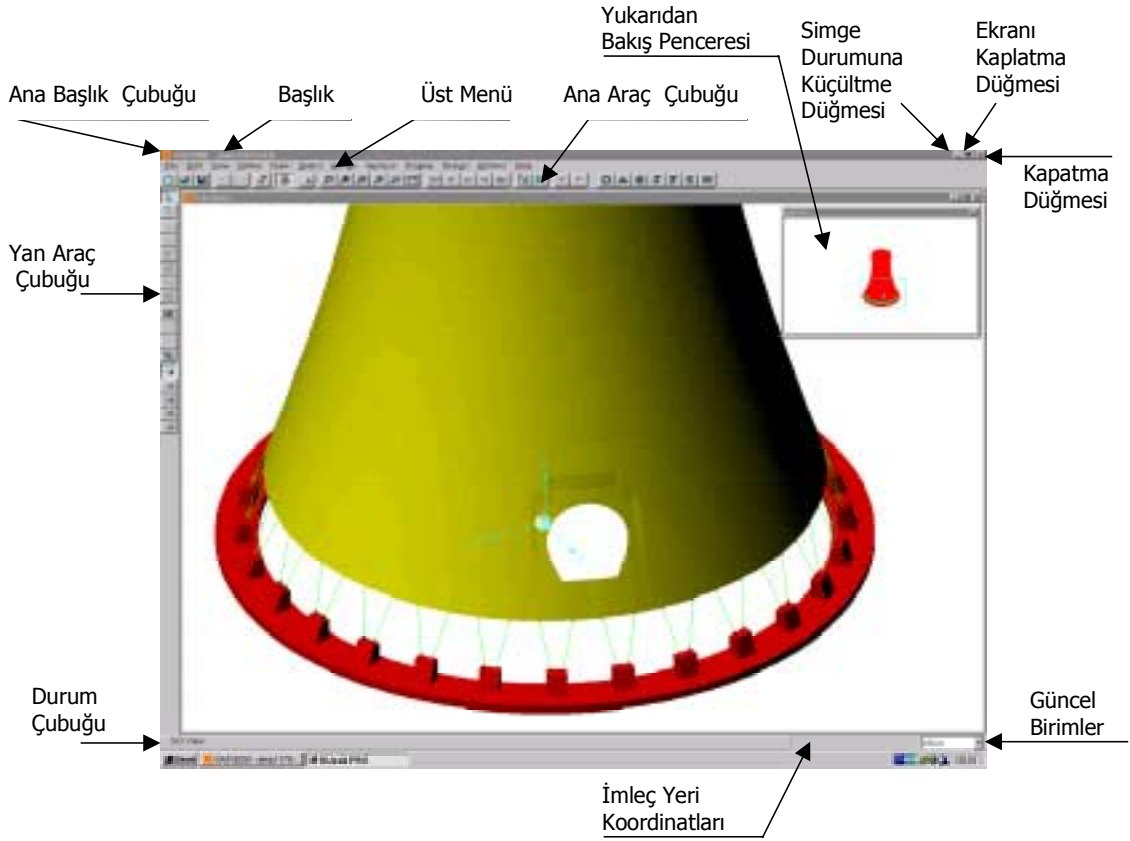 Yukarıdan
Bakış Penceresi
Simge
Durumuna
Küçültme
Düğmesi
Ekranı
Kaplatma
Düğmesi
Ana Başlık Çubuğu
Başlık
Üst Menü
Ana Araç Çubuğu
Kapatma
Düğmesi
Yan Araç
Çubuğu
Durum
Çubuğu
Güncel
Birimler
İmleç Yeri
Koordinatları